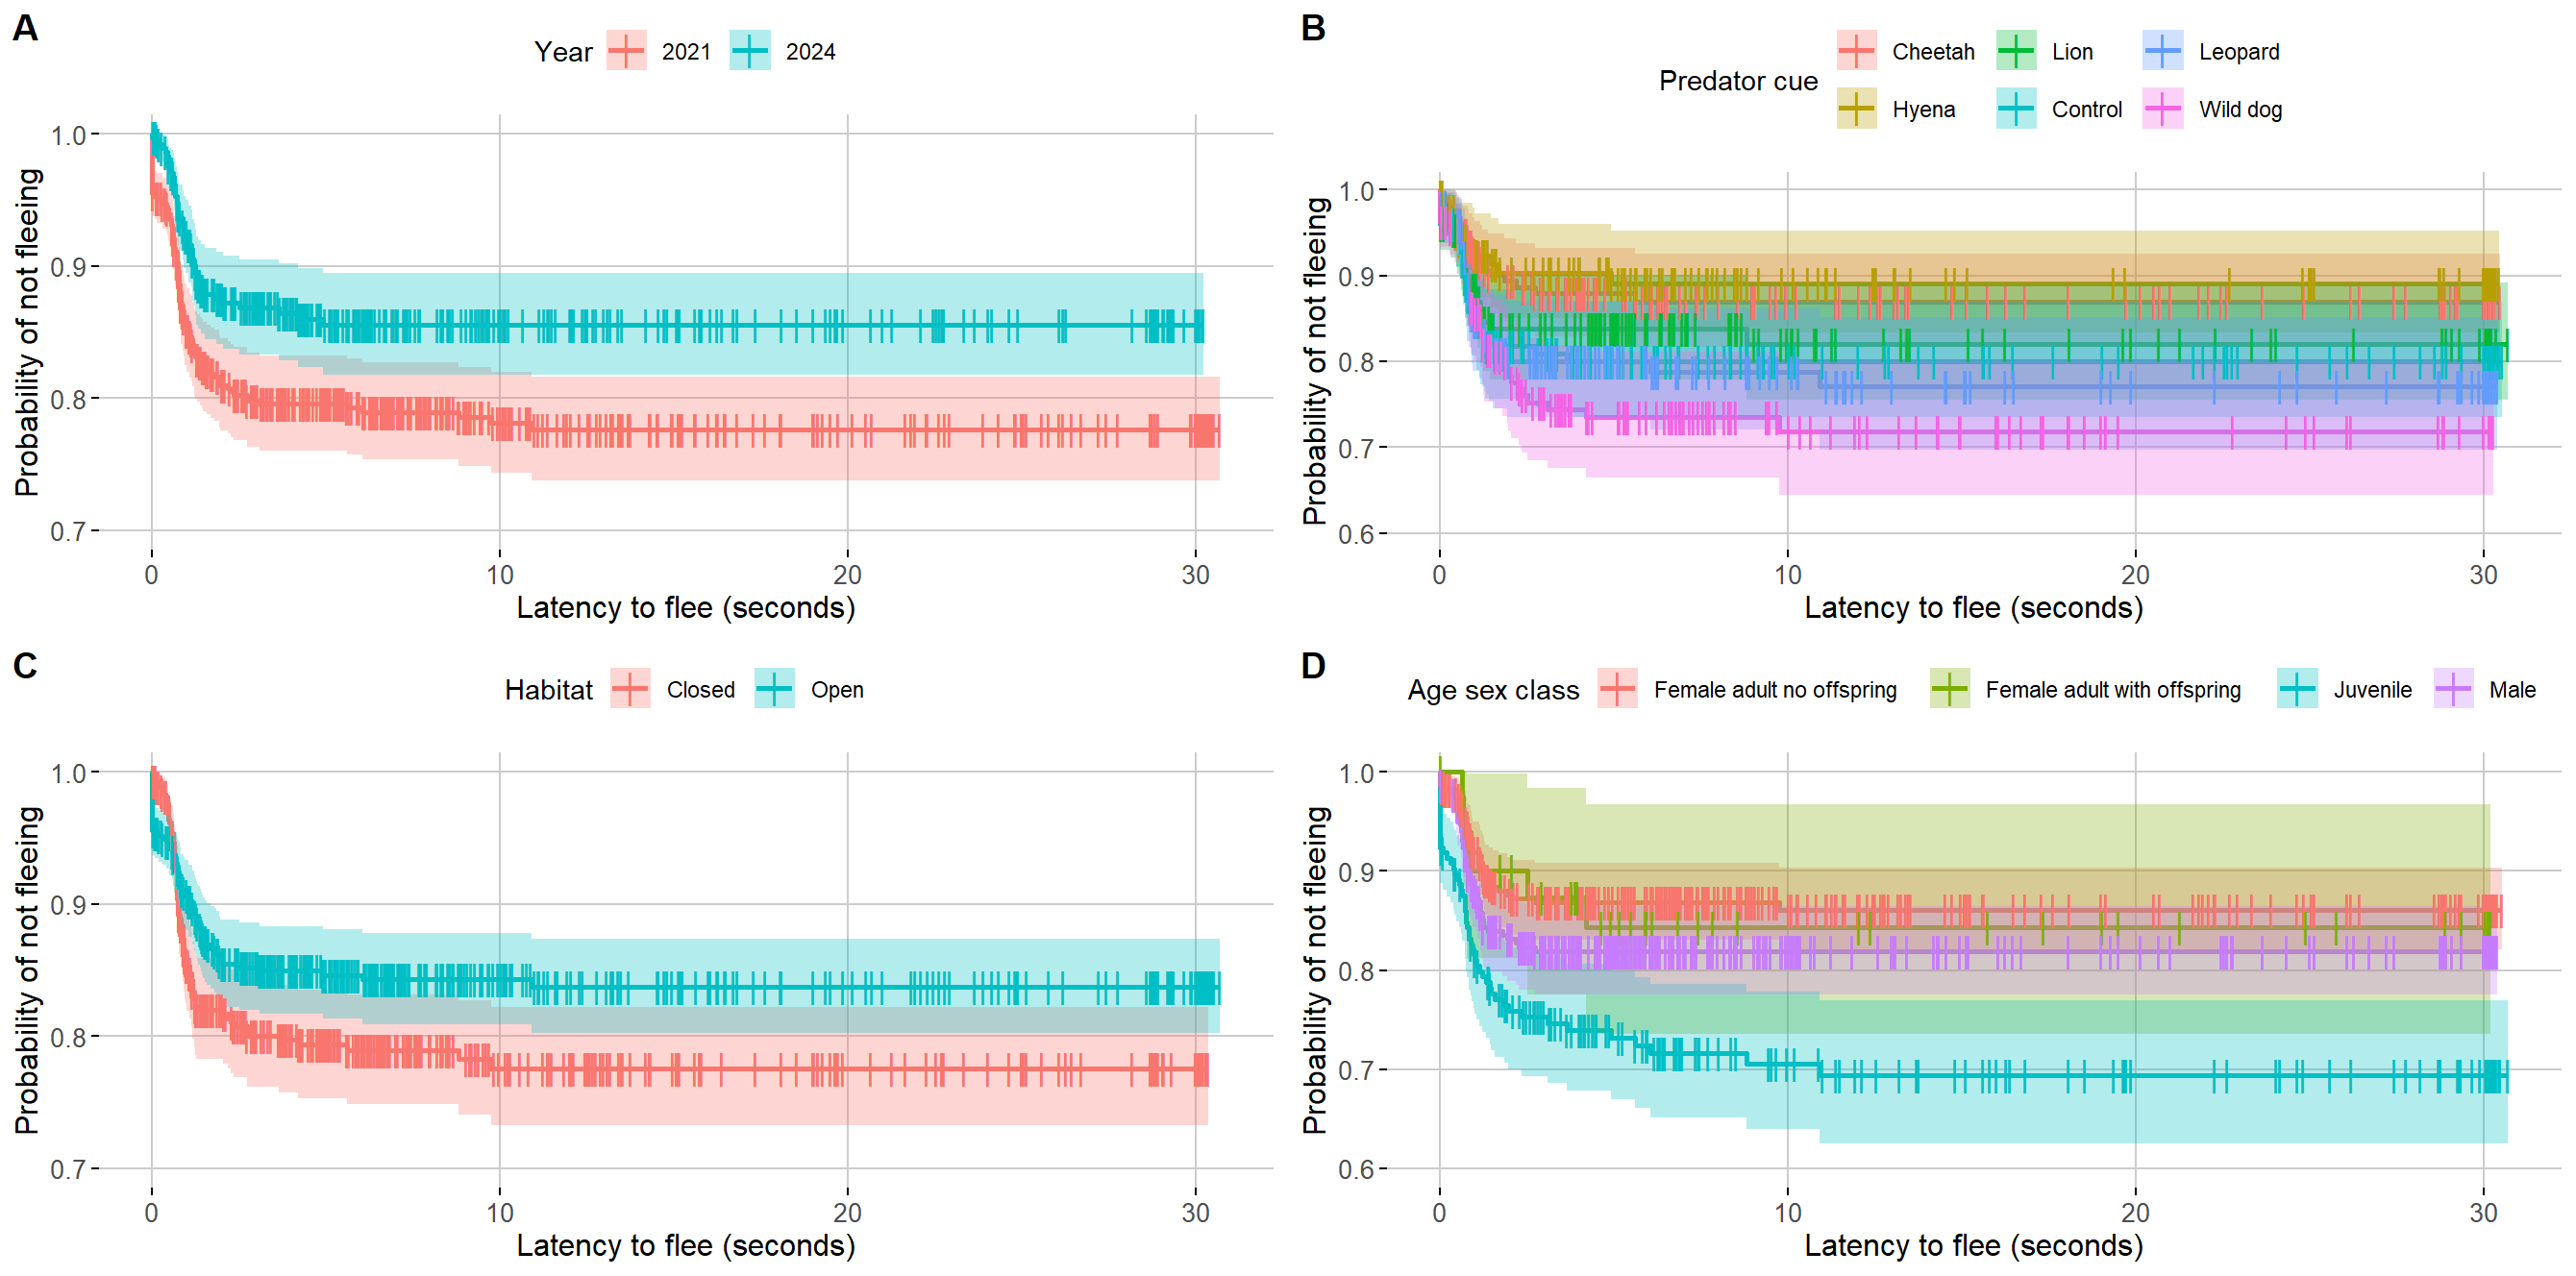 A
Year 2021 2024
1.0
0.9
0.8
0.7
Probability of not fleeing
0 10 20 30
Latency to flee (seconds)
B
Predator cue
Cheetah Lion Leopard
Hyena Control Wild dog
1.0
0.9
0.8
0.7
0.6
Probability of not fleeing
0 10 20 30
Latency to flee (seconds)
C
Habitat Closed Open
1.0
0.9
0.8
0.7
Probability of not fleeing
0 10 20 30
Latency to flee (seconds)
D
Age sex class Female adult no offspring Female adult with offspring Juvenile Male
1.0
0.9
0.8
0.7
0.6
Probability of not fleeing
0 10 20 30
Latency to flee (seconds)